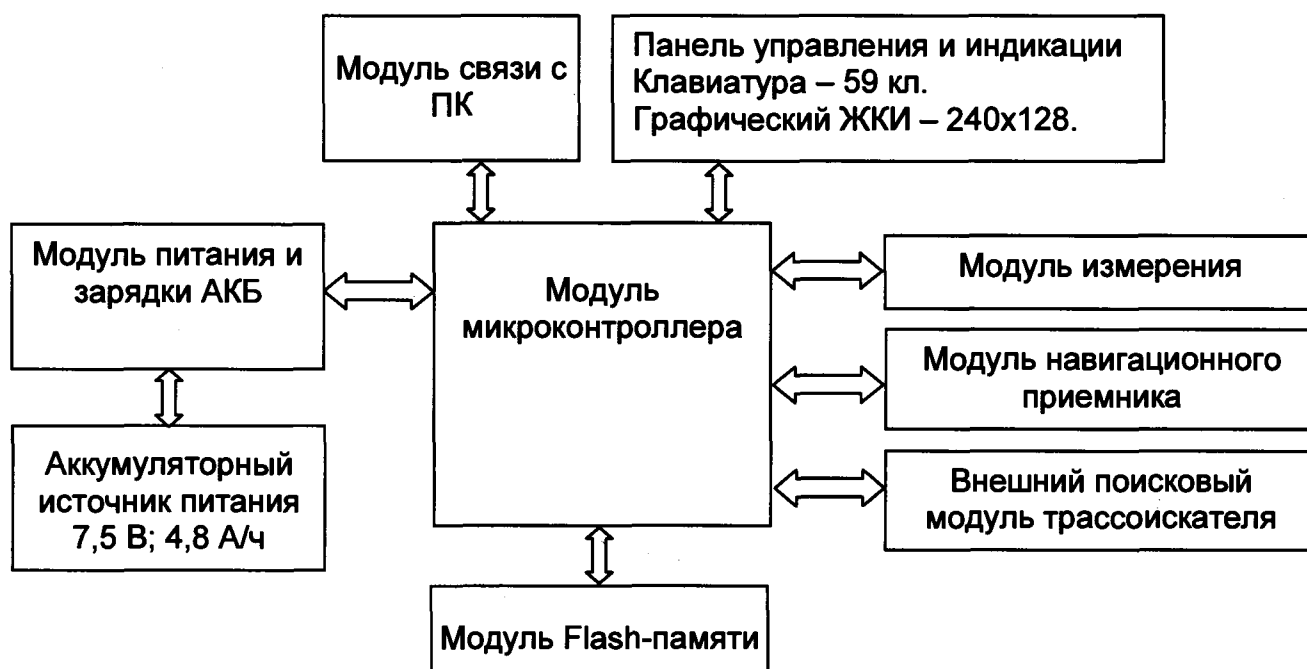 Модуль связи с
ПК
Панель управления и индикации
Клавиатура – 59 кл.
Графический ЖКИ – 240х128.
Модуль питания и
зарядки АКБ
Модуль
микроконтроллера
Модуль измерения
Модуль навигационного
приемника
Аккумуляторный
источник питания
7,5 В; 4,8 А/ч
Внешний поисковый
модуль трассоискателя
Модуль Flash-памяти